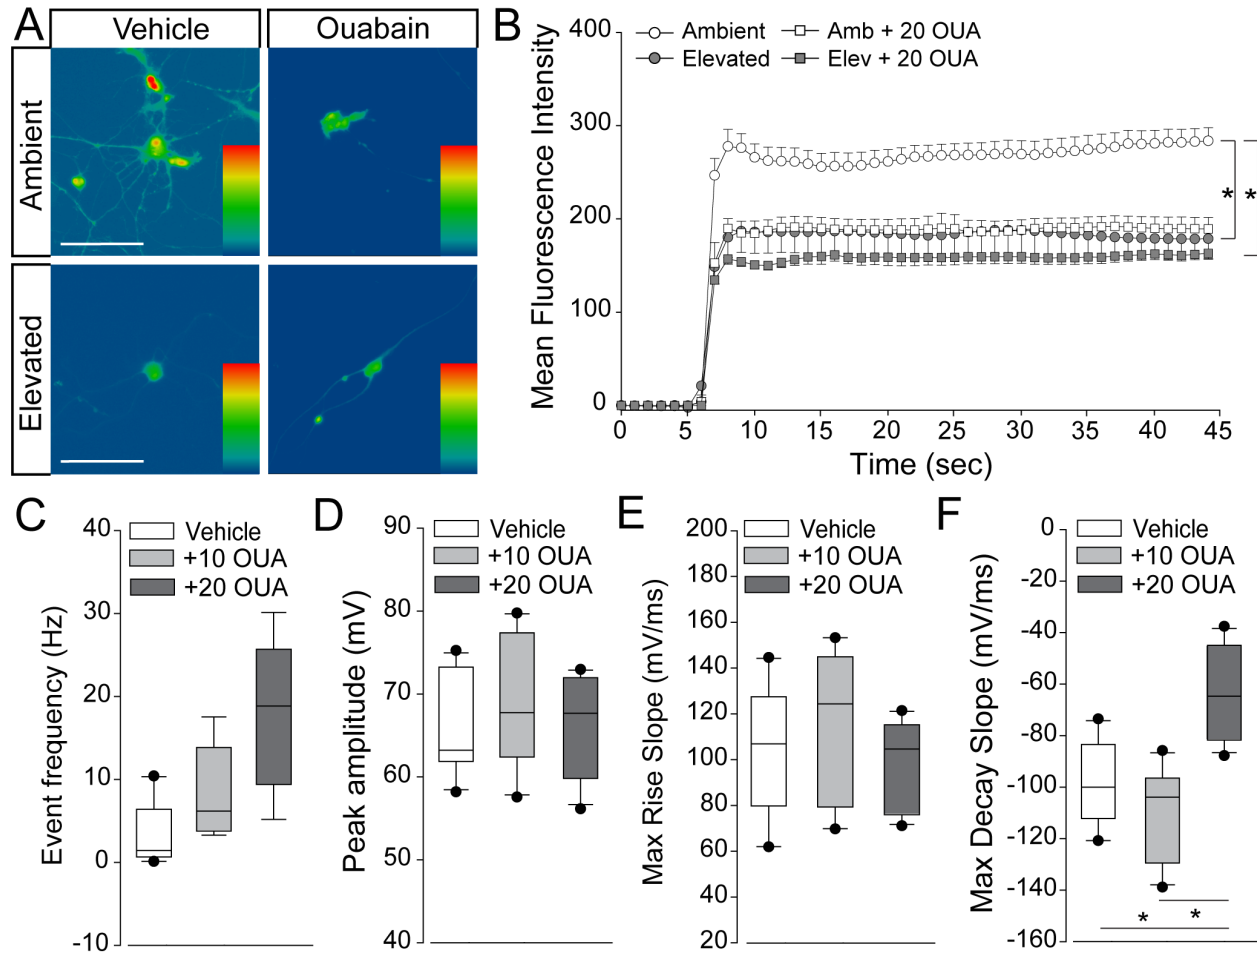 A
Vehicle
Ouabain
Ambient
Elevated
B
Mean Fluorescence Intensity
400
300
200
100
0
Ambient
Elevated
Amb + 20 OUA
Elev + 20 OUA
*
*
0 5 10 15 20 25 30 35 40 45
Time (sec)
C
Event frequency (Hz)
40
30
20
10
0
-10
Vehicle
+10 OUA
+20 OUA
D
Peak amplitude (mV)
90
80
70
60
50
40
Vehicle
+10 OUA
+20 OUA
E
Max Rise Slope (mV/ms)
200
180
160
140
120
100
80
60
40
20
Vehicle
+10 OUA
+20 OUA
F
Max Decay Slope (mV/ms)
0
-20
-40
-60
-80
-100
-120
-140
-160
Vehicle
+10 OUA
+20 OUA
*
*